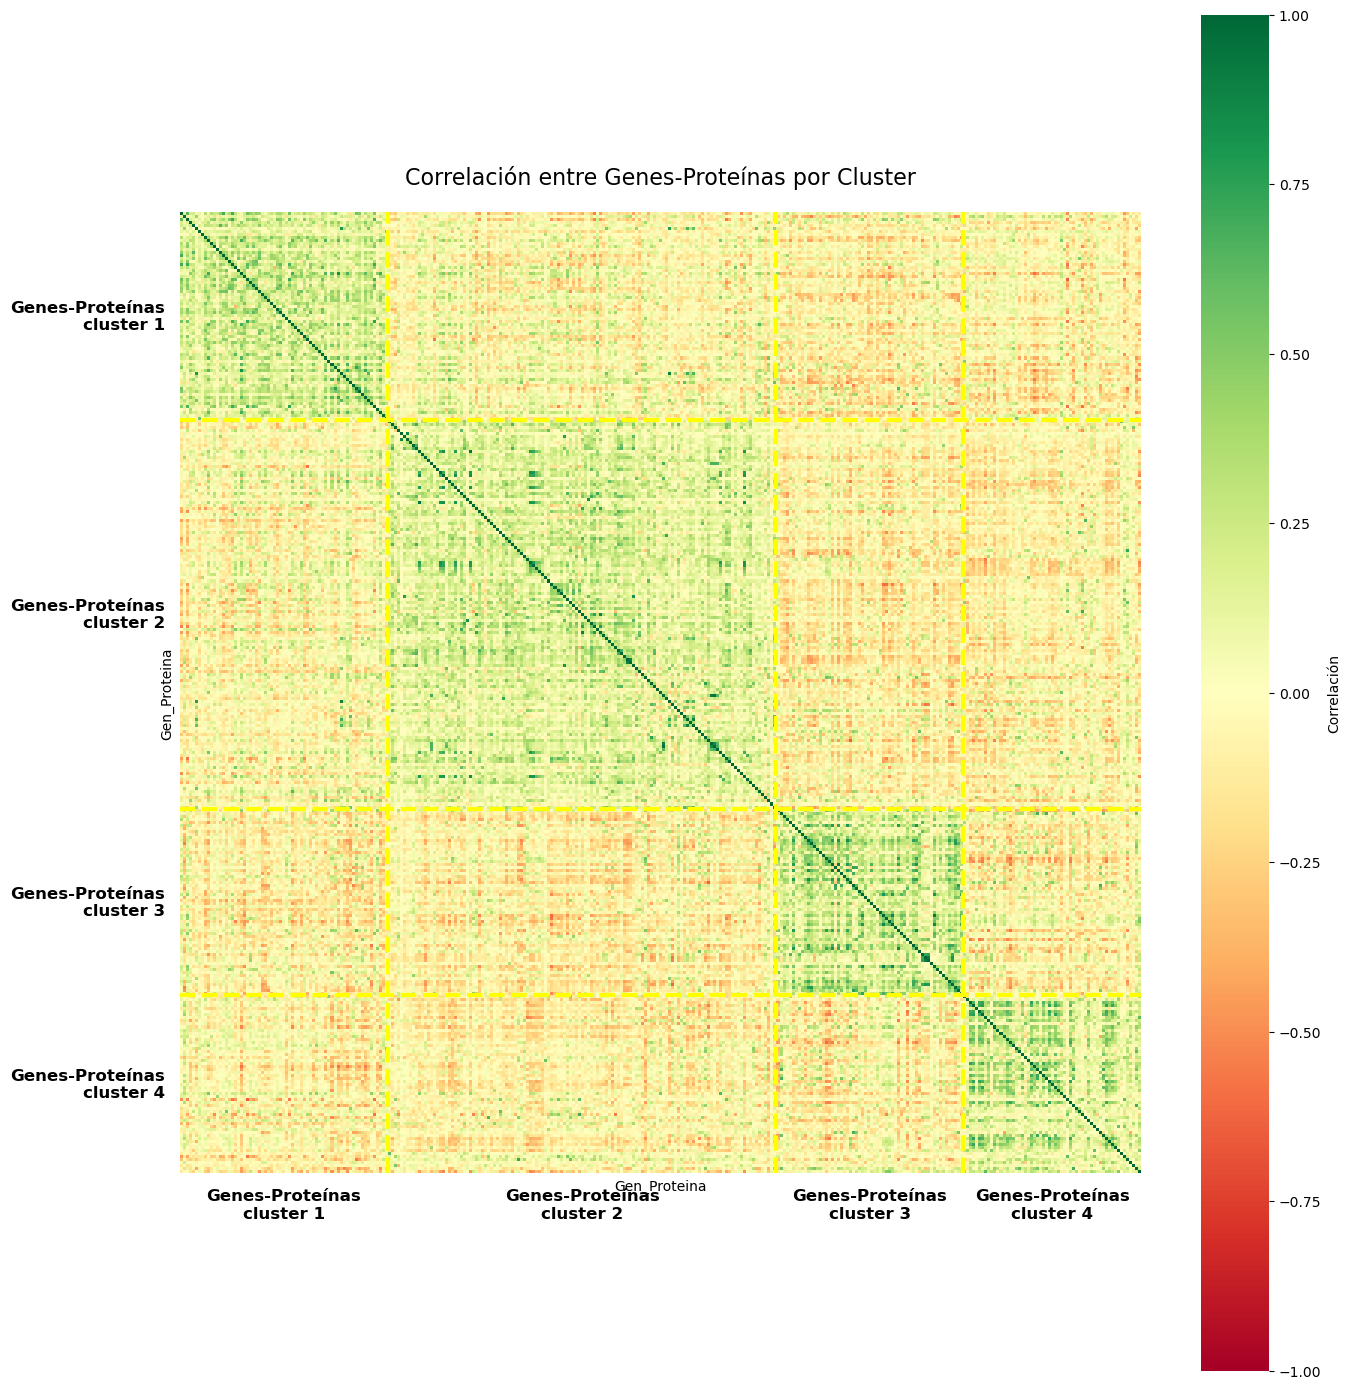 Correlación entre Genes-Proteínas por Cluster
Genes-Proteínas
cluster 1
Genes-Proteínas
cluster 2
Gen_Proteina
Genes-Proteínas
cluster 3
Genes-Proteínas
cluster 4
Gen_Proteina
Genes-Proteínas
cluster 1
Genes-Proteínas
cluster 2
Genes-Proteínas
cluster 3
Genes-Proteínas
cluster 4
1.00
0.75
0.50
0.25
0.00
−0.25
−0.50
−0.75
−1.00
Correlación